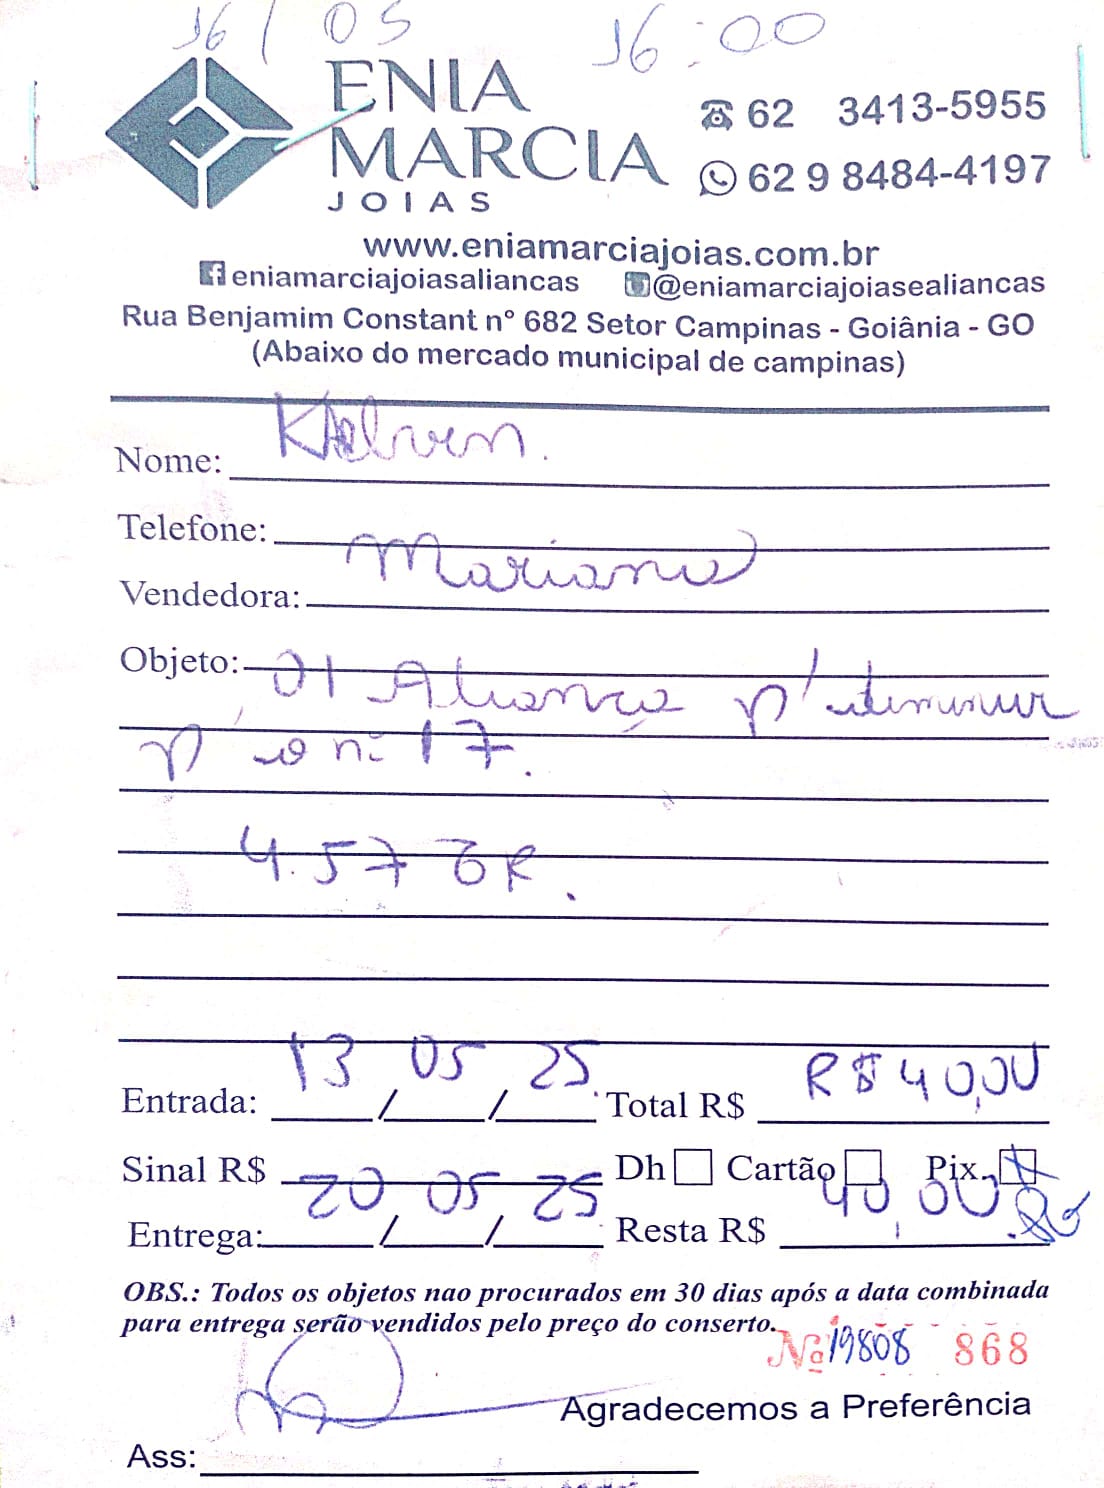 16 / 05 16:00
ENIA
MARCIA
JOIAS
62 3413-5955
62 9 8484-4197
www.eniamarciajoias.com.br
eniamarciajoiasaliancas @eniamarciajoiasealiancas
Rua Benjamim Constant nº 682 Setor Campinas - Goiânia - GO
(Abaixo do mercado municipal de campinas)
Nome: Khelven.
Telefone:
Vendedora: Mariana
Objeto: 01 Aliança p/ diminuir
p/ o nº 17.
4.57 GR.
Entrada: 13 / 05 / 25 Total R$ R$ 40,00
Sinal R$ Dh Cartão Pix X
Entrega: 20 / 05 / 25 Resta R$ 40,00
OBS.: Todos os objetos nao procurados em 30 dias após a data combinada
para entrega serão vendidos pelo preço do conserto.
Nº 19808 868
Agradecemos a Preferência
Ass: